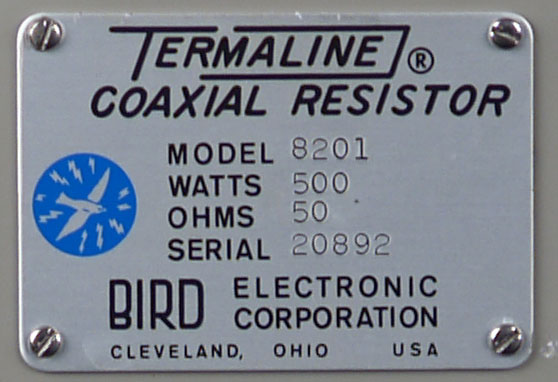 TERMALINE®
COAXIAL RESISTOR
MODEL 8201
WATTS 500
OHMS 50
SERIAL 20892
BIRD ELECTRONIC
CORPORATION
CLEVELAND, OHIO USA